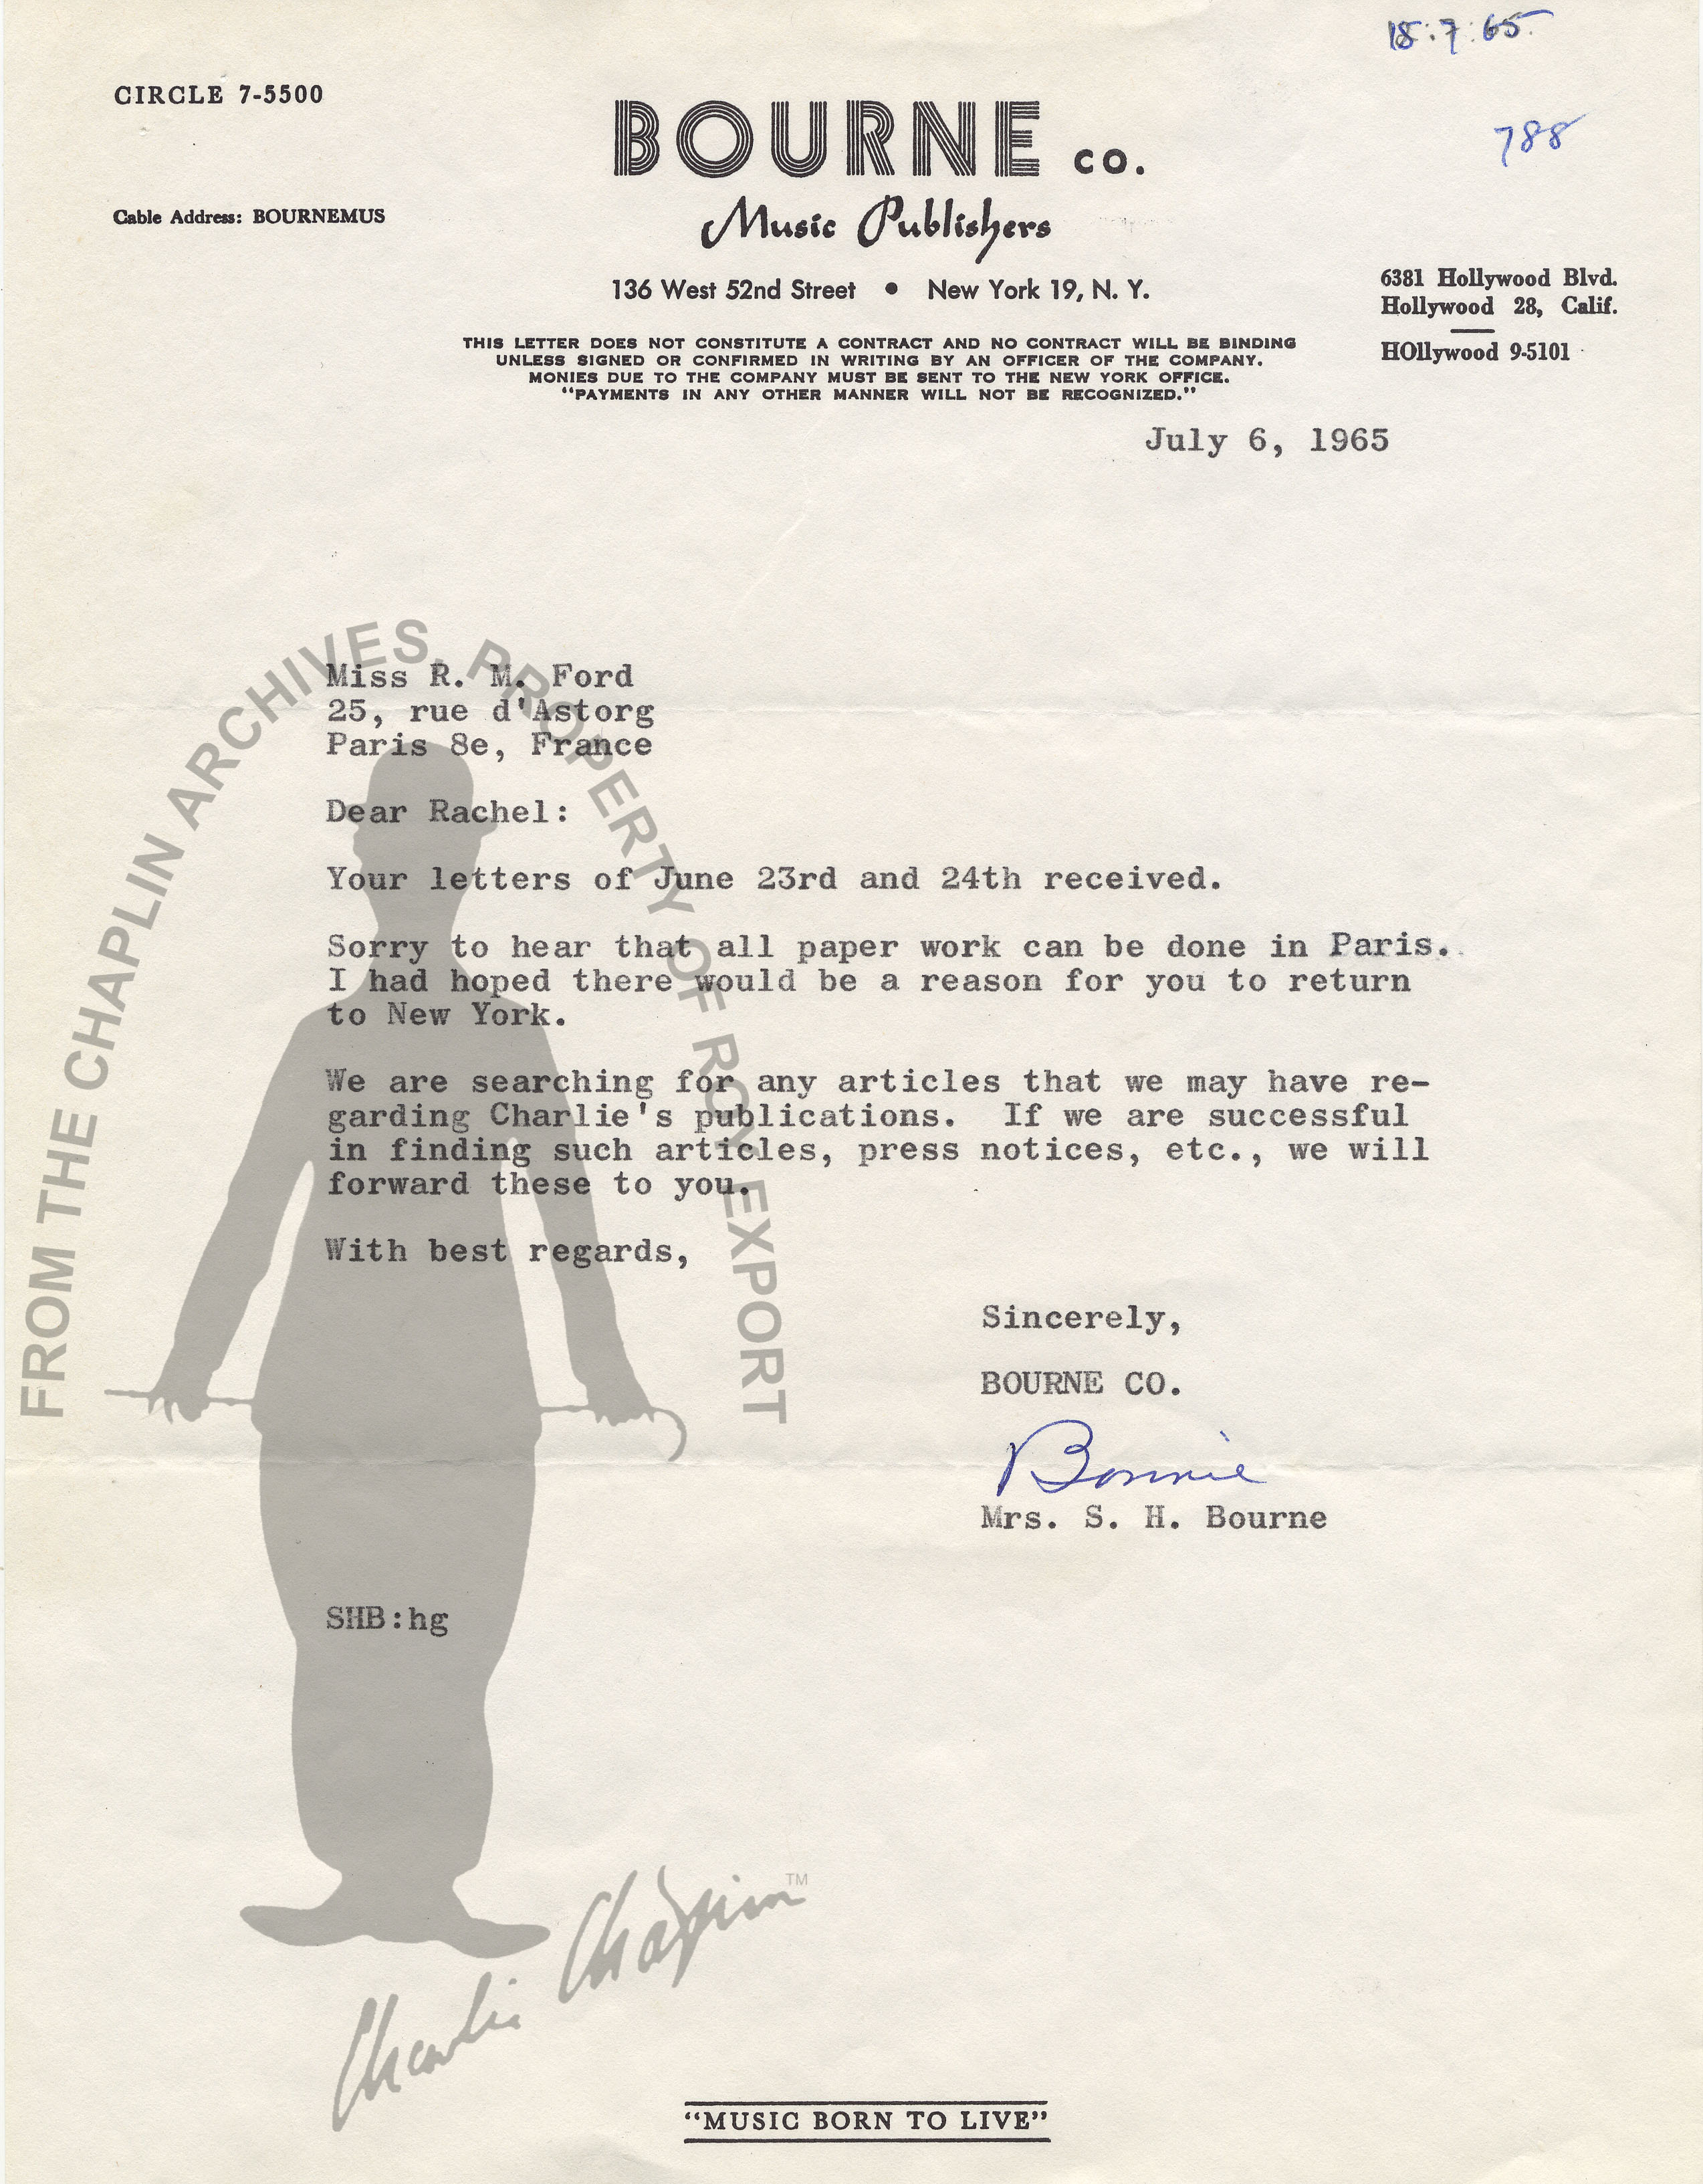 18.7.65.
CIRCLE 7-5500
BOURNE CO.
788
Music Publishers
Cable Address: BOURNEMUS
136 West 52nd Street • New York 19, N. Y.
6381 Hollywood Blvd.
Hollywood 28, Calif.
HOllywood 9-5101
THIS LETTER DOES NOT CONSTITUTE A CONTRACT AND NO CONTRACT WILL BE BINDING
UNLESS SIGNED OR CONFIRMED IN WRITING BY AN OFFICER OF THE COMPANY.
MONIES DUE TO THE COMPANY MUST BE SENT TO THE NEW YORK OFFICE.
"PAYMENTS IN ANY OTHER MANNER WILL NOT BE RECOGNIZED."
July 6, 1965
Miss R. M. Ford
25, rue d'Astorg
Paris 8e, France
Dear Rachel:
Your letters of June 23rd and 24th received.
Sorry to hear that all paper work can be done in Paris.
I had hoped there would be a reason for you to return
to New York.
We are searching for any articles that we may have re-
garding Charlie's publications. If we are successful
in finding such articles, press notices, etc., we will
forward these to you.
With best regards,
Sincerely,
BOURNE CO.
Bonnie
Mrs. S. H. Bourne
SHB:hg
FROM THE CHAPLIN ARCHIVES, PROPERTY OF ROY EXPORT
Charlie Chaplin TM
"MUSIC BORN TO LIVE"